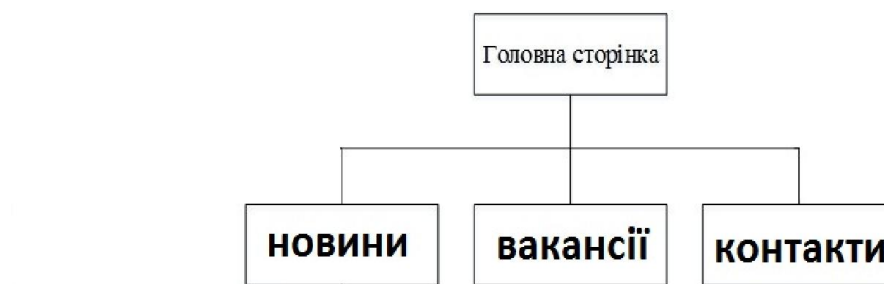 Головна сторінка
новини
вакансії
контакти